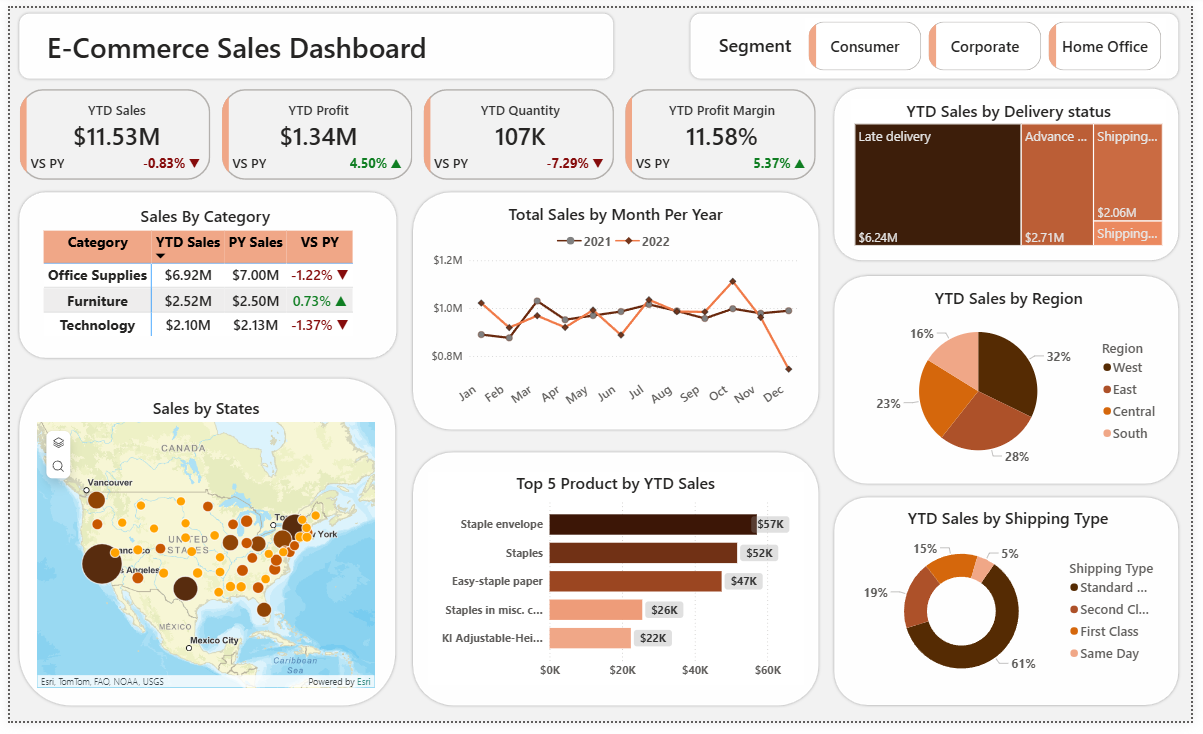 E-Commerce Sales Dashboard
Segment
Consumer
Corporate
Home Office
YTD Sales
$11.53M
VS PY
-0.83%
YTD Profit
$1.34M
VS PY
4.50%
YTD Quantity
107K
VS PY
-7.29%
YTD Profit Margin
11.58%
VS PY
5.37%
YTD Sales by Delivery status
Late delivery
$6.24M
Advance ...
$2.71M
Shipping...
$2.06M
Shipping...
Sales By Category
Category YTD Sales PY Sales VS PY
Office Supplies $6.92M $7.00M -1.22%
Furniture $2.52M $2.50M 0.73%
Technology $2.10M $2.13M -1.37%
Total Sales by Month Per Year
2021 2022
$1.2M
$1.0M
$0.8M
Jan Feb Mar Apr May Jun Jul Aug Sep Oct Nov Dec
YTD Sales by Region
16%
32%
23%
28%
Region
West
East
Central
South
Sales by States
CANADA
Vancouver
UNITED
STATES
MÉXICO
Mexico City
Caribbean
Sea
Esri, TomTom, FAO, NOAA, USGS
Powered by Esri
Top 5 Product by YTD Sales
Staple envelope $57K
Staples $52K
Easy-staple paper $47K
Staples in misc. c... $26K
KI Adjustable-Hei... $22K
$0K $20K $40K $60K
YTD Sales by Shipping Type
15%
5%
19%
61%
Shipping Type
Standard ...
Second Cl...
First Class
Same Day